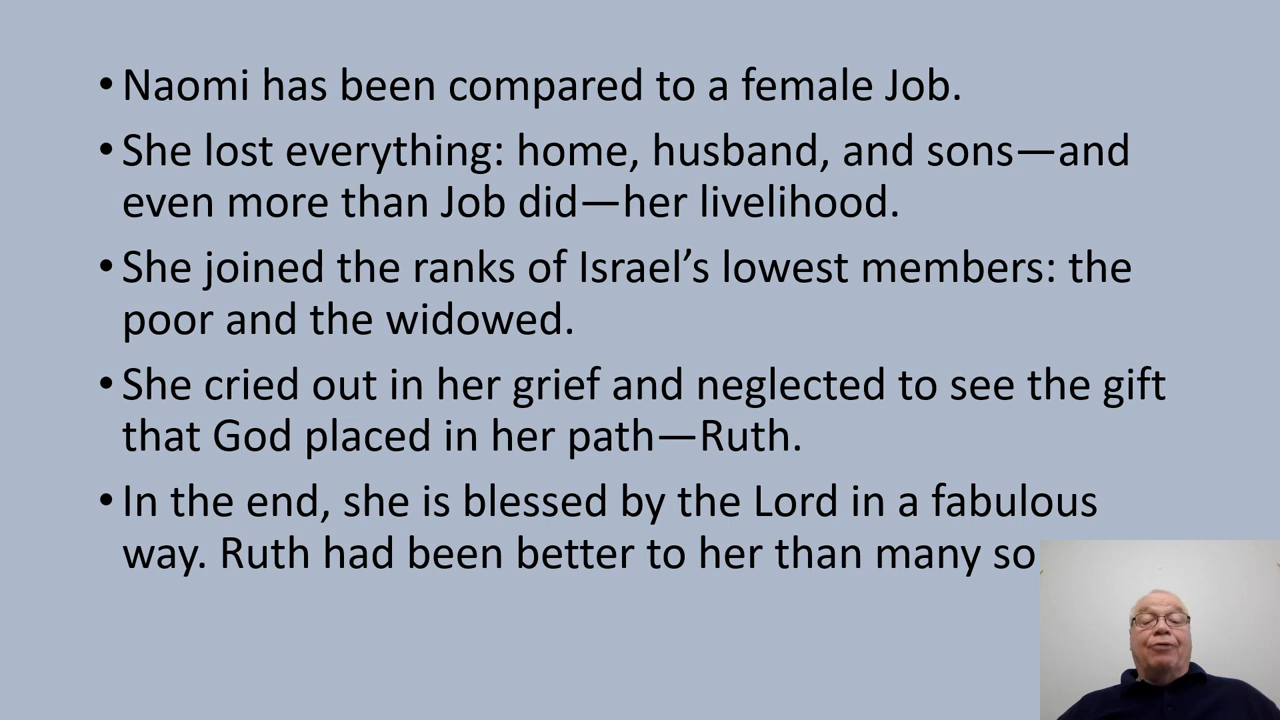 • Naomi has been compared to a female Job.
• She lost everything: home, husband, and sons—and
even more than Job did—her livelihood.
• She joined the ranks of Israel’s lowest members: the
poor and the widowed.
• She cried out in her grief and neglected to see the gift
that God placed in her path—Ruth.
• In the end, she is blessed by the Lord in a fabulous
way. Ruth had been better to her than many